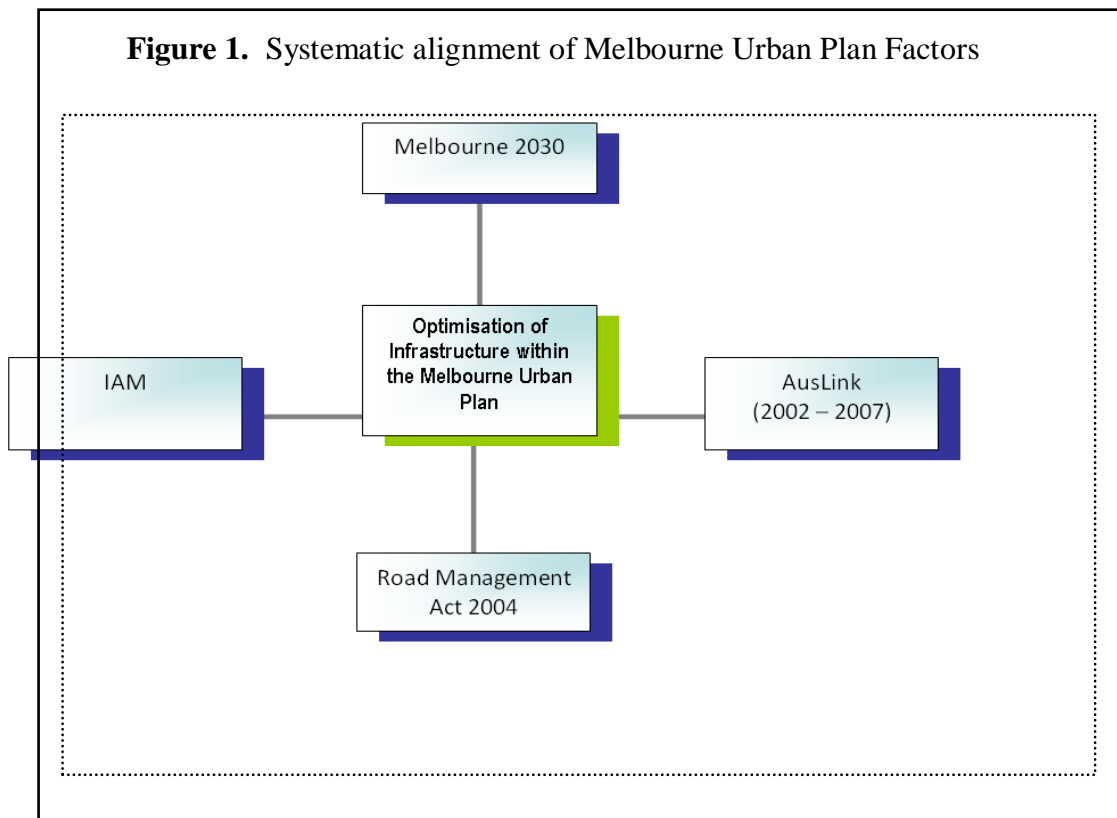 Figure 1. Systematic alignment of Melbourne Urban Plan Factors
Melbourne 2030
Optimisation of
Infrastructure within
the Melbourne Urban
Plan
IAM
AusLink
(2002 – 2007)
Road Management
Act 2004